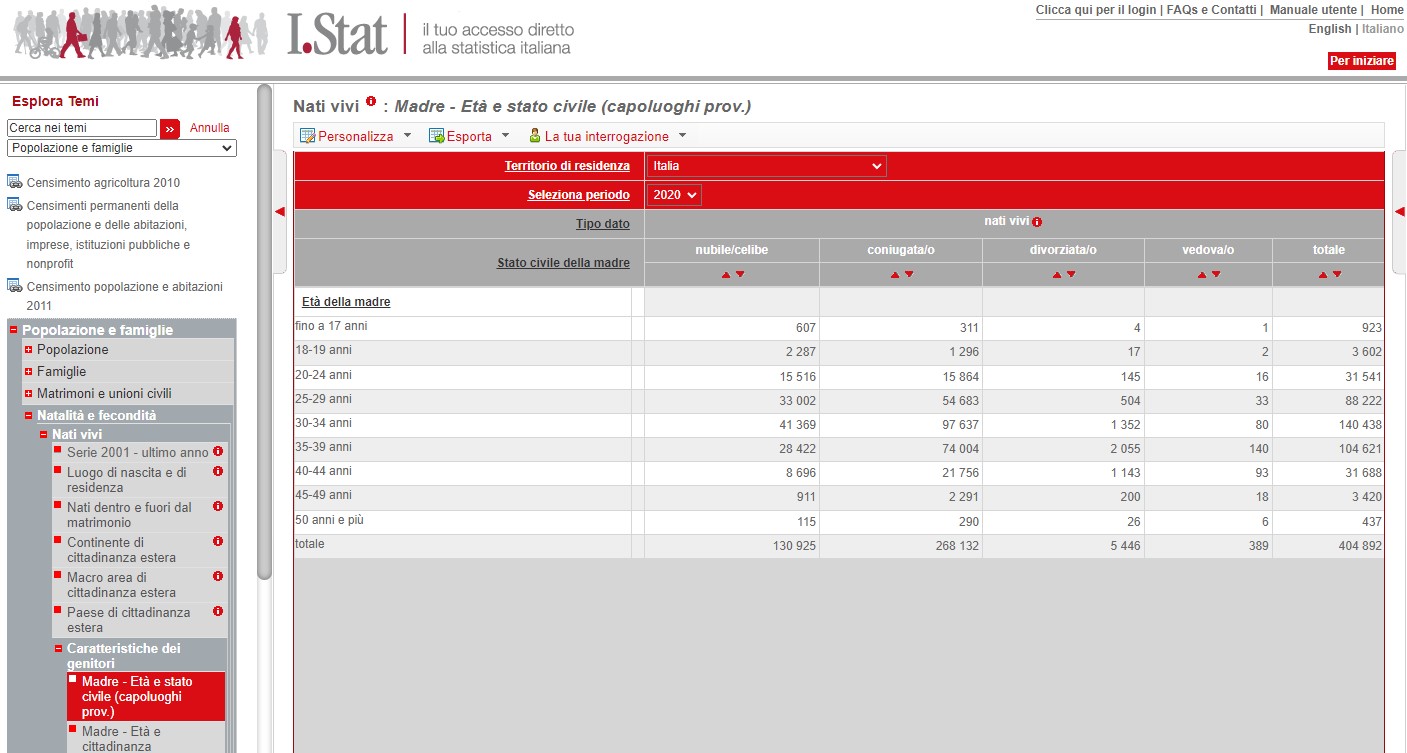 I.Stat
il tuo accesso diretto
alla statistica italiana
Clicca qui per il login | FAQs e Contatti | Manuale utente | Home
English | Italiano
Per iniziare
Esplora Temi
Cerca nei temi » Annulla
Popolazione e famiglie
Censimento agricoltura 2010
Censimenti permanenti della
popolazione e delle abitazioni,
imprese, istituzioni pubbliche e
nonprofit
Censimento popolazione e abitazioni
2011
Popolazione e famiglie
Popolazione
Famiglie
Matrimoni e unioni civili
Natalità e fecondità
Nati vivi
Serie 2001 - ultimo anno
Luogo di nascita e di
residenza
Nati dentro e fuori dal
matrimonio
Continente di
cittadinanza estera
Macro area di
cittadinanza estera
Paese di cittadinanza
estera
Caratteristiche dei
genitori
Madre - Età e stato
civile (capoluoghi
prov.)
Madre - Età e
cittadinanza
Nati vivi : Madre - Età e stato civile (capoluoghi prov.)
Personalizza Esporta La tua interrogazione
Territorio di residenza Italia
Seleziona periodo 2020
Tipo dato nati vivi
Stato civile della madre nubile/celibe coniugata/o divorziata/o vedova/o totale
Età della madre
fino a 17 anni 607 311 4 1 923
18-19 anni 2 287 1 296 17 2 3 602
20-24 anni 15 516 15 864 145 16 31 541
25-29 anni 33 002 54 683 504 33 88 222
30-34 anni 41 369 97 637 1 352 80 140 438
35-39 anni 28 422 74 004 2 055 140 104 621
40-44 anni 8 696 21 756 1 143 93 31 688
45-49 anni 911 2 291 200 18 3 420
50 anni e più 115 290 26 6 437
totale 130 925 268 132 5 446 389 404 892